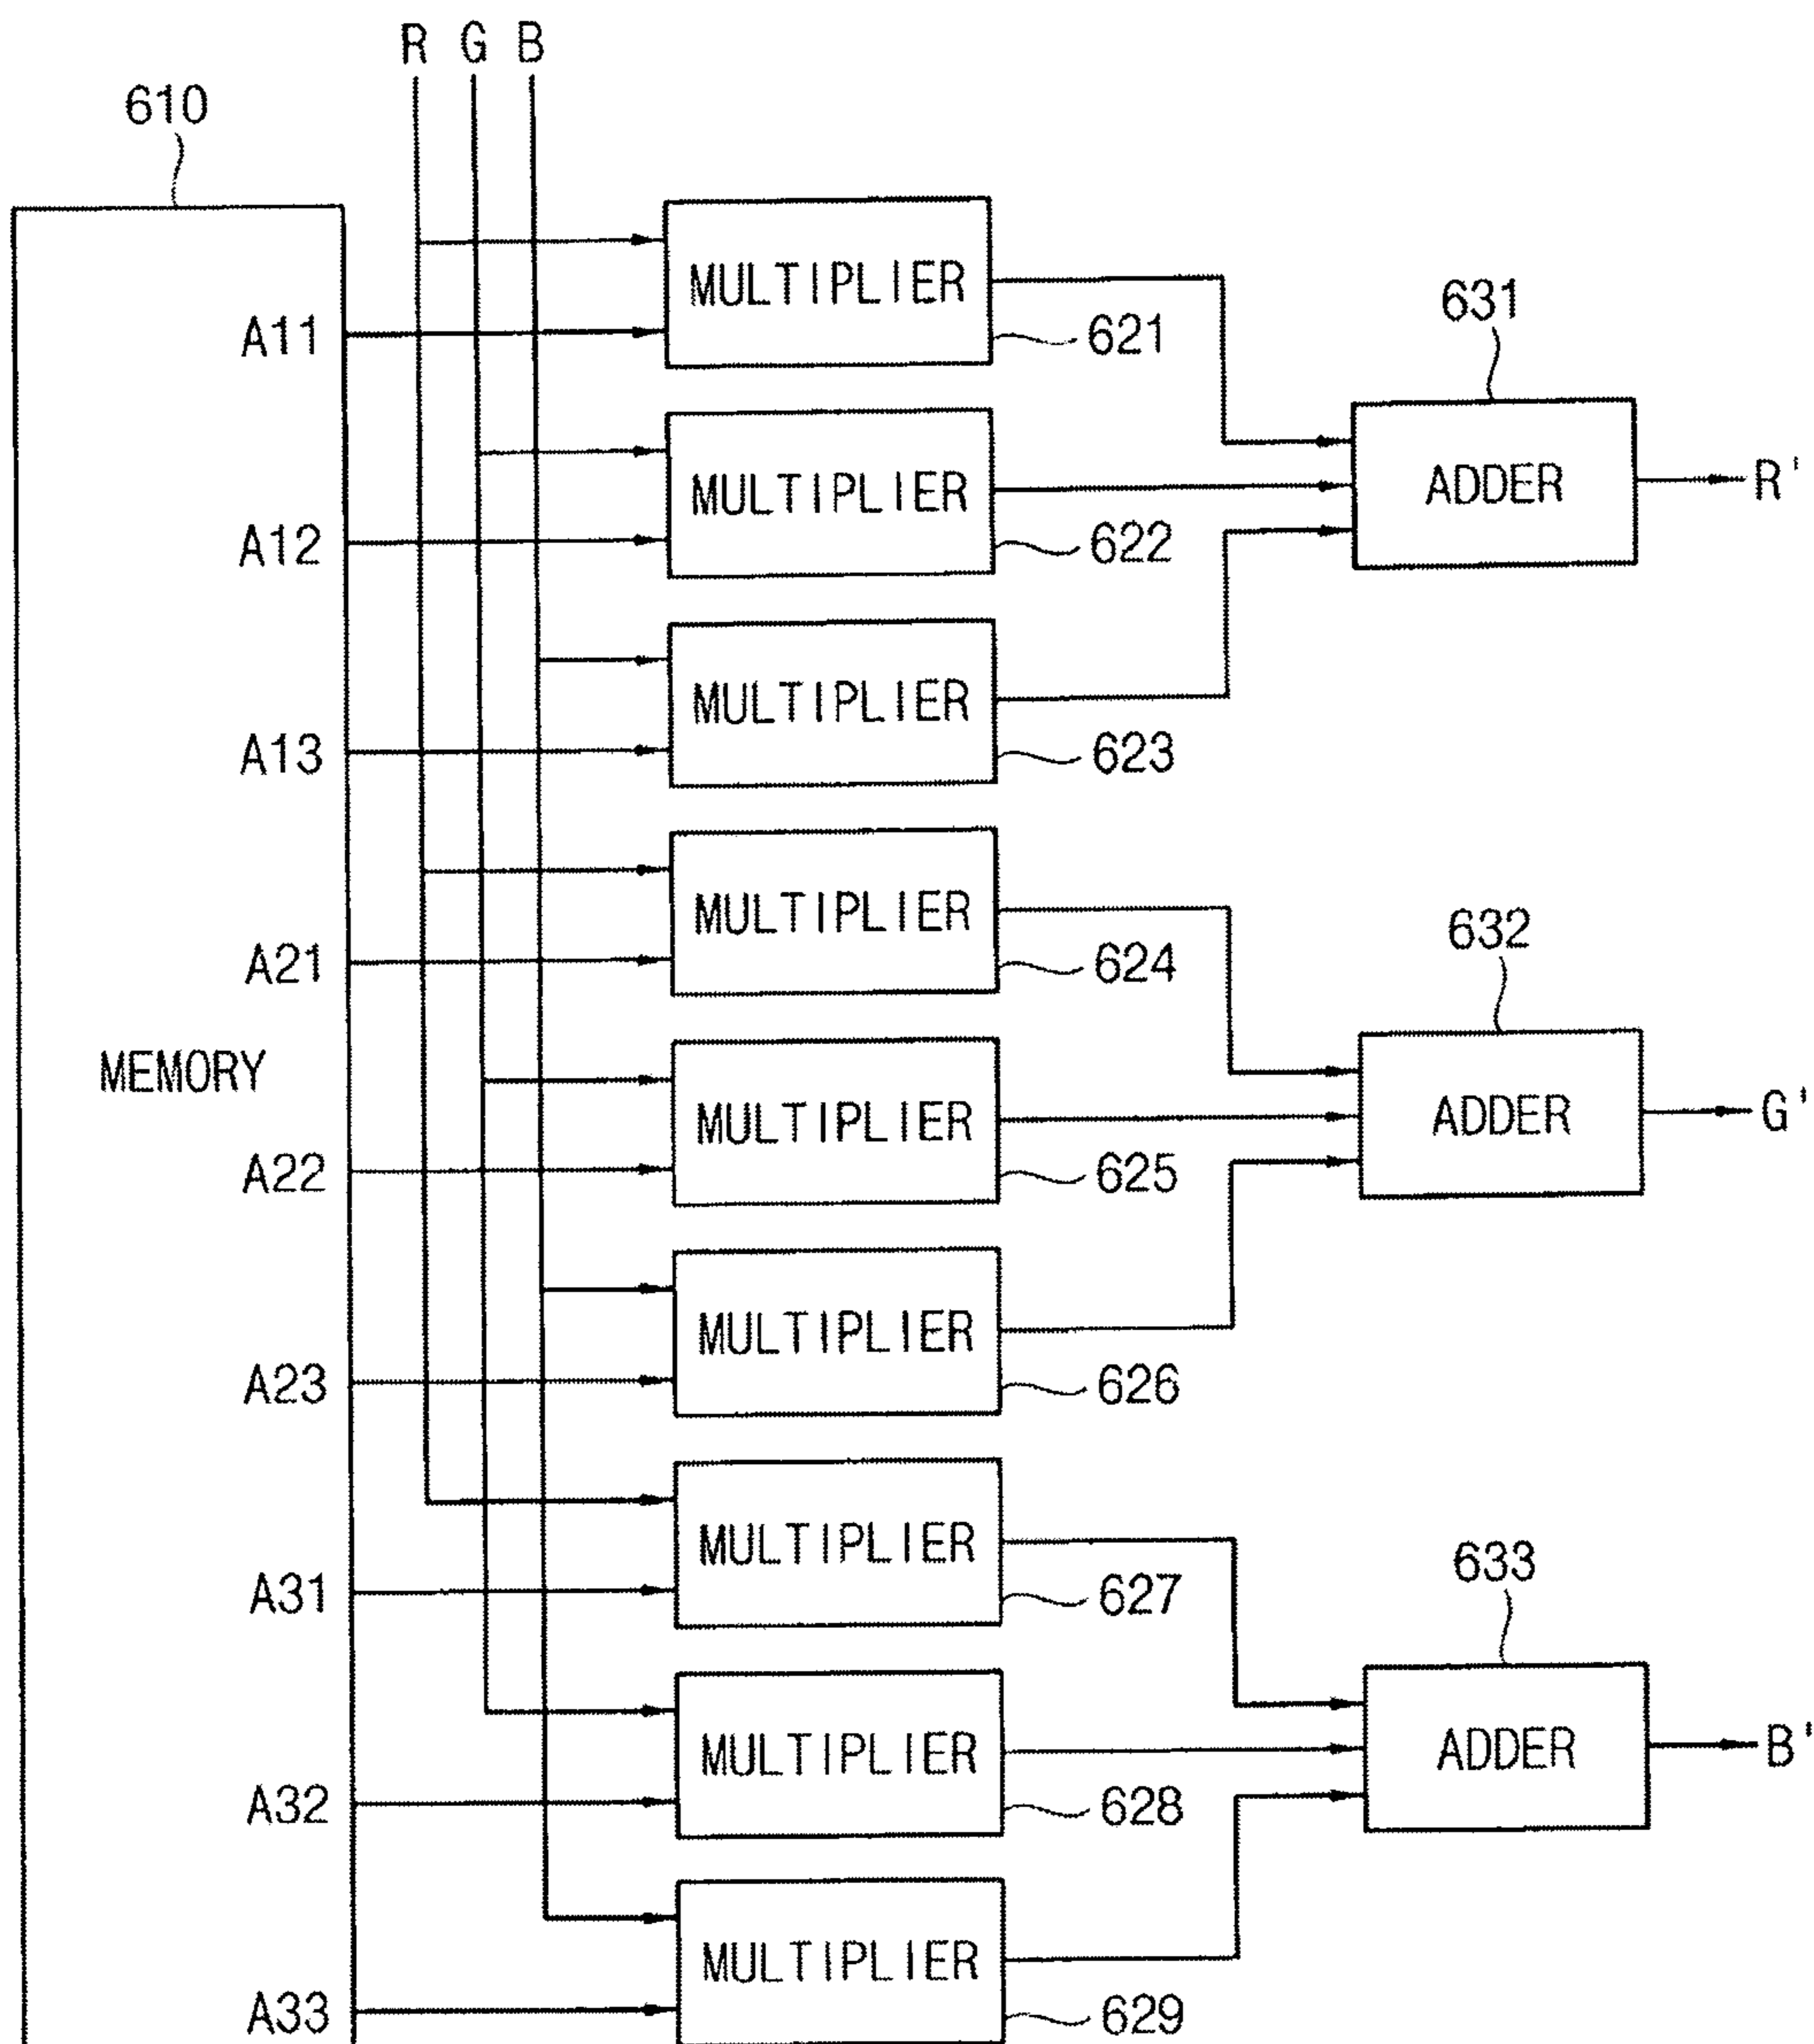 R G B
610
MULTIPLIER
A11
621
631
MULTIPLIER
ADDER
R'
A12
622
MULTIPLIER
A13
623
MULTIPLIER
A21
624
632
MEMORY
MULTIPLIER
ADDER
G'
A22
625
MULTIPLIER
A23
626
MULTIPLIER
A31
627
633
MULTIPLIER
ADDER
B'
A32
628
MULTIPLIER
A33
629